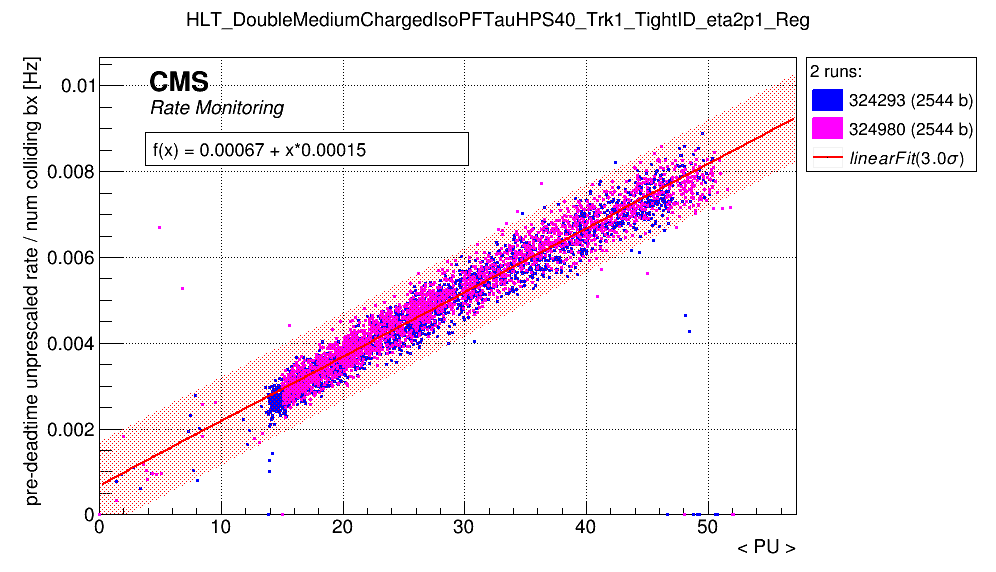 HLT_DoubleMediumChargedIsoPFTauHPS40_Trk1_TightID_eta2p1_Reg
pre-deadtime unprescaled rate / num colliding bx [Hz]
0.01
0.008
0.006
0.004
0.002
0
CMS
Rate Monitoring
f(x) = 0.00067 + x*0.00015
2 runs:
324293 (2544 b)
324980 (2544 b)
linearFit(3.0σ)
0 10 20 30 40 50
< PU >